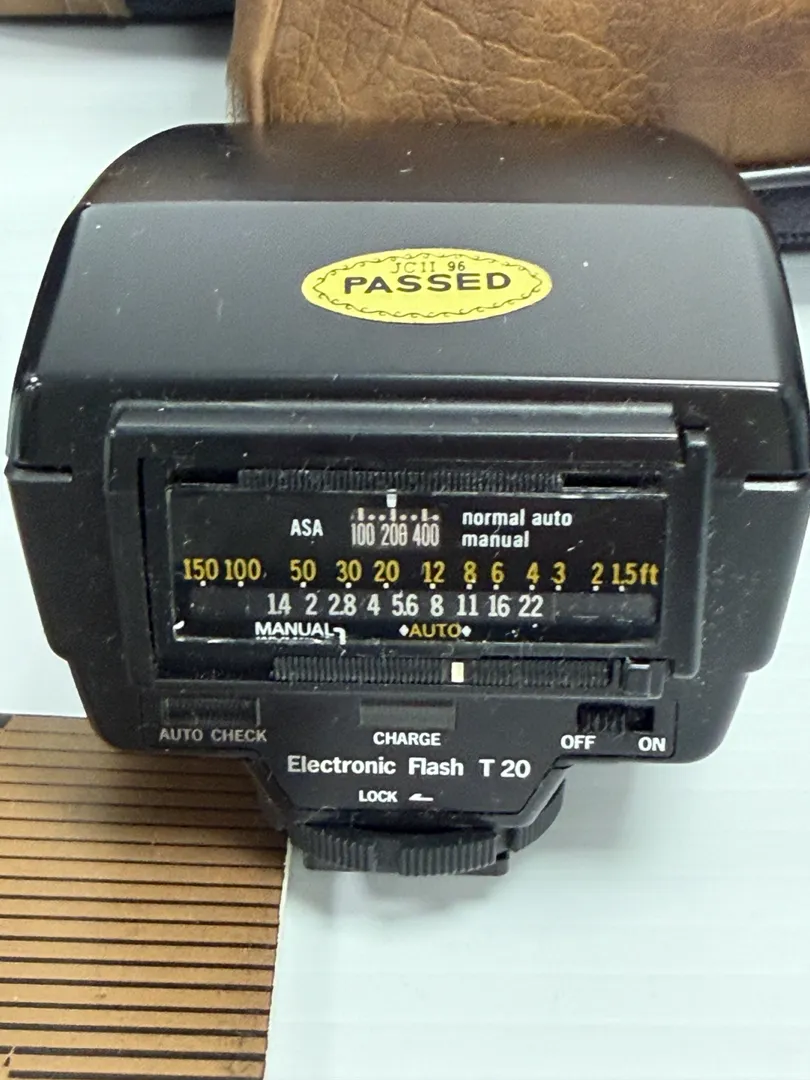 JCII 96
PASSED
ASA 100 200 400 normal auto
manual
150 100 50 30 20 12 8 6 4 3 2 1.5ft
1.4 2 2.8 4 5.6 8 11 16 22
MANUAL AUTO
AUTO CHECK CHARGE OFF ON
Electronic Flash T 20
LOCK